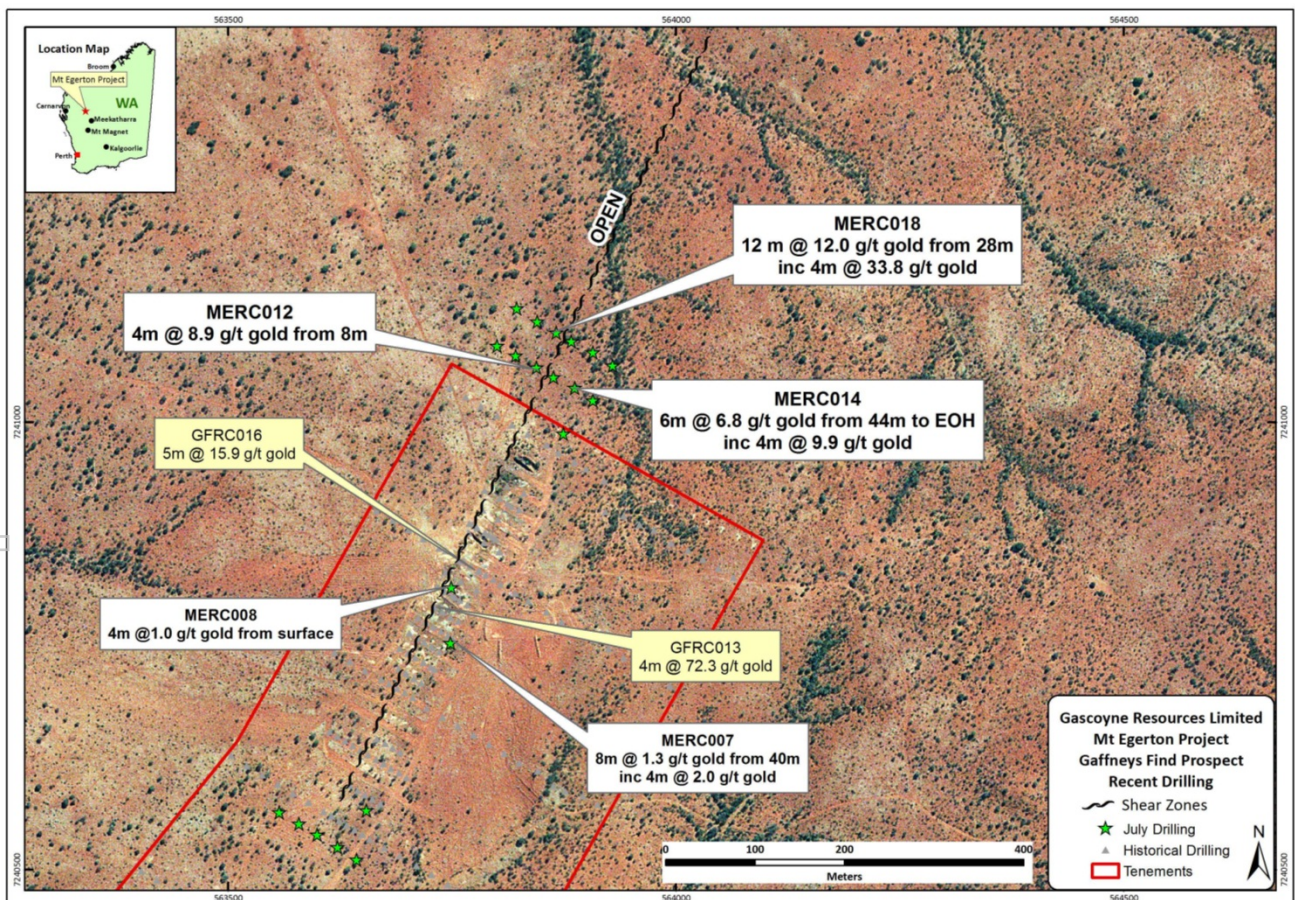 563500
564000
564500
Location Map
Broom
Mt Egerton Project
WA
Carnarvon
Meekatharra
Mt Magnet
Kalgoorlie
Perth
OPEN
MERC018
12 m @ 12.0 g/t gold from 28m
inc 4m @ 33.8 g/t gold
MERC012
4m @ 8.9 g/t gold from 8m
MERC014
6m @ 6.8 g/t gold from 44m to EOH
inc 4m @ 9.9 g/t gold
7241000
7241000
GFRC016
5m @ 15.9 g/t gold
MERC008
4m @1.0 g/t gold from surface
GFRC013
4m @ 72.3 g/t gold
MERC007
8m @ 1.3 g/t gold from 40m
inc 4m @ 2.0 g/t gold
Gascoyne Resources Limited
Mt Egerton Project
Gaffneys Find Prospect
Recent Drilling
Shear Zones
July Drilling
Historical Drilling
Tenements
N
0 100 200 400
Meters
7240500
7240500
563500
564000
564500